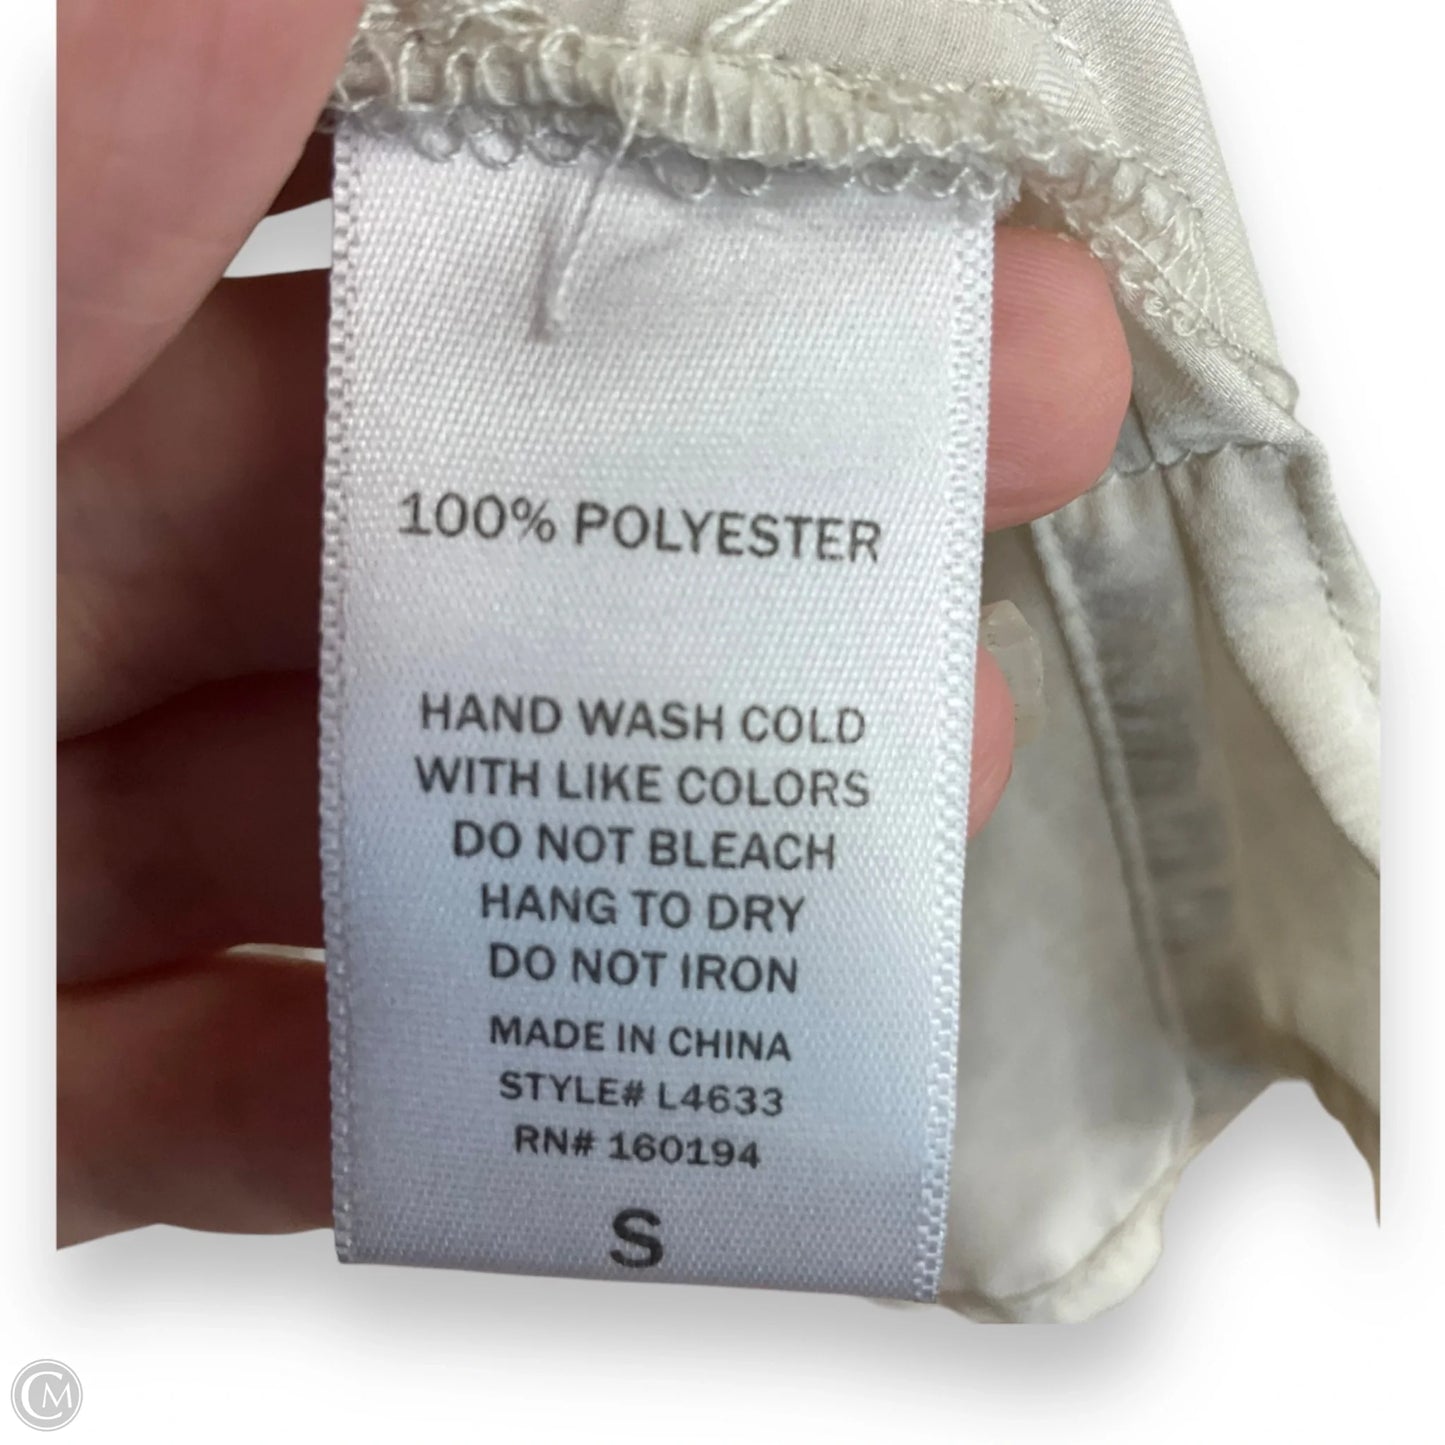 100% POLYESTER
HAND WASH COLD
WITH LIKE COLORS
DO NOT BLEACH
HANG TO DRY
DO NOT IRON
MADE IN CHINA
STYLE# L4633
RN# 160194
S
CM